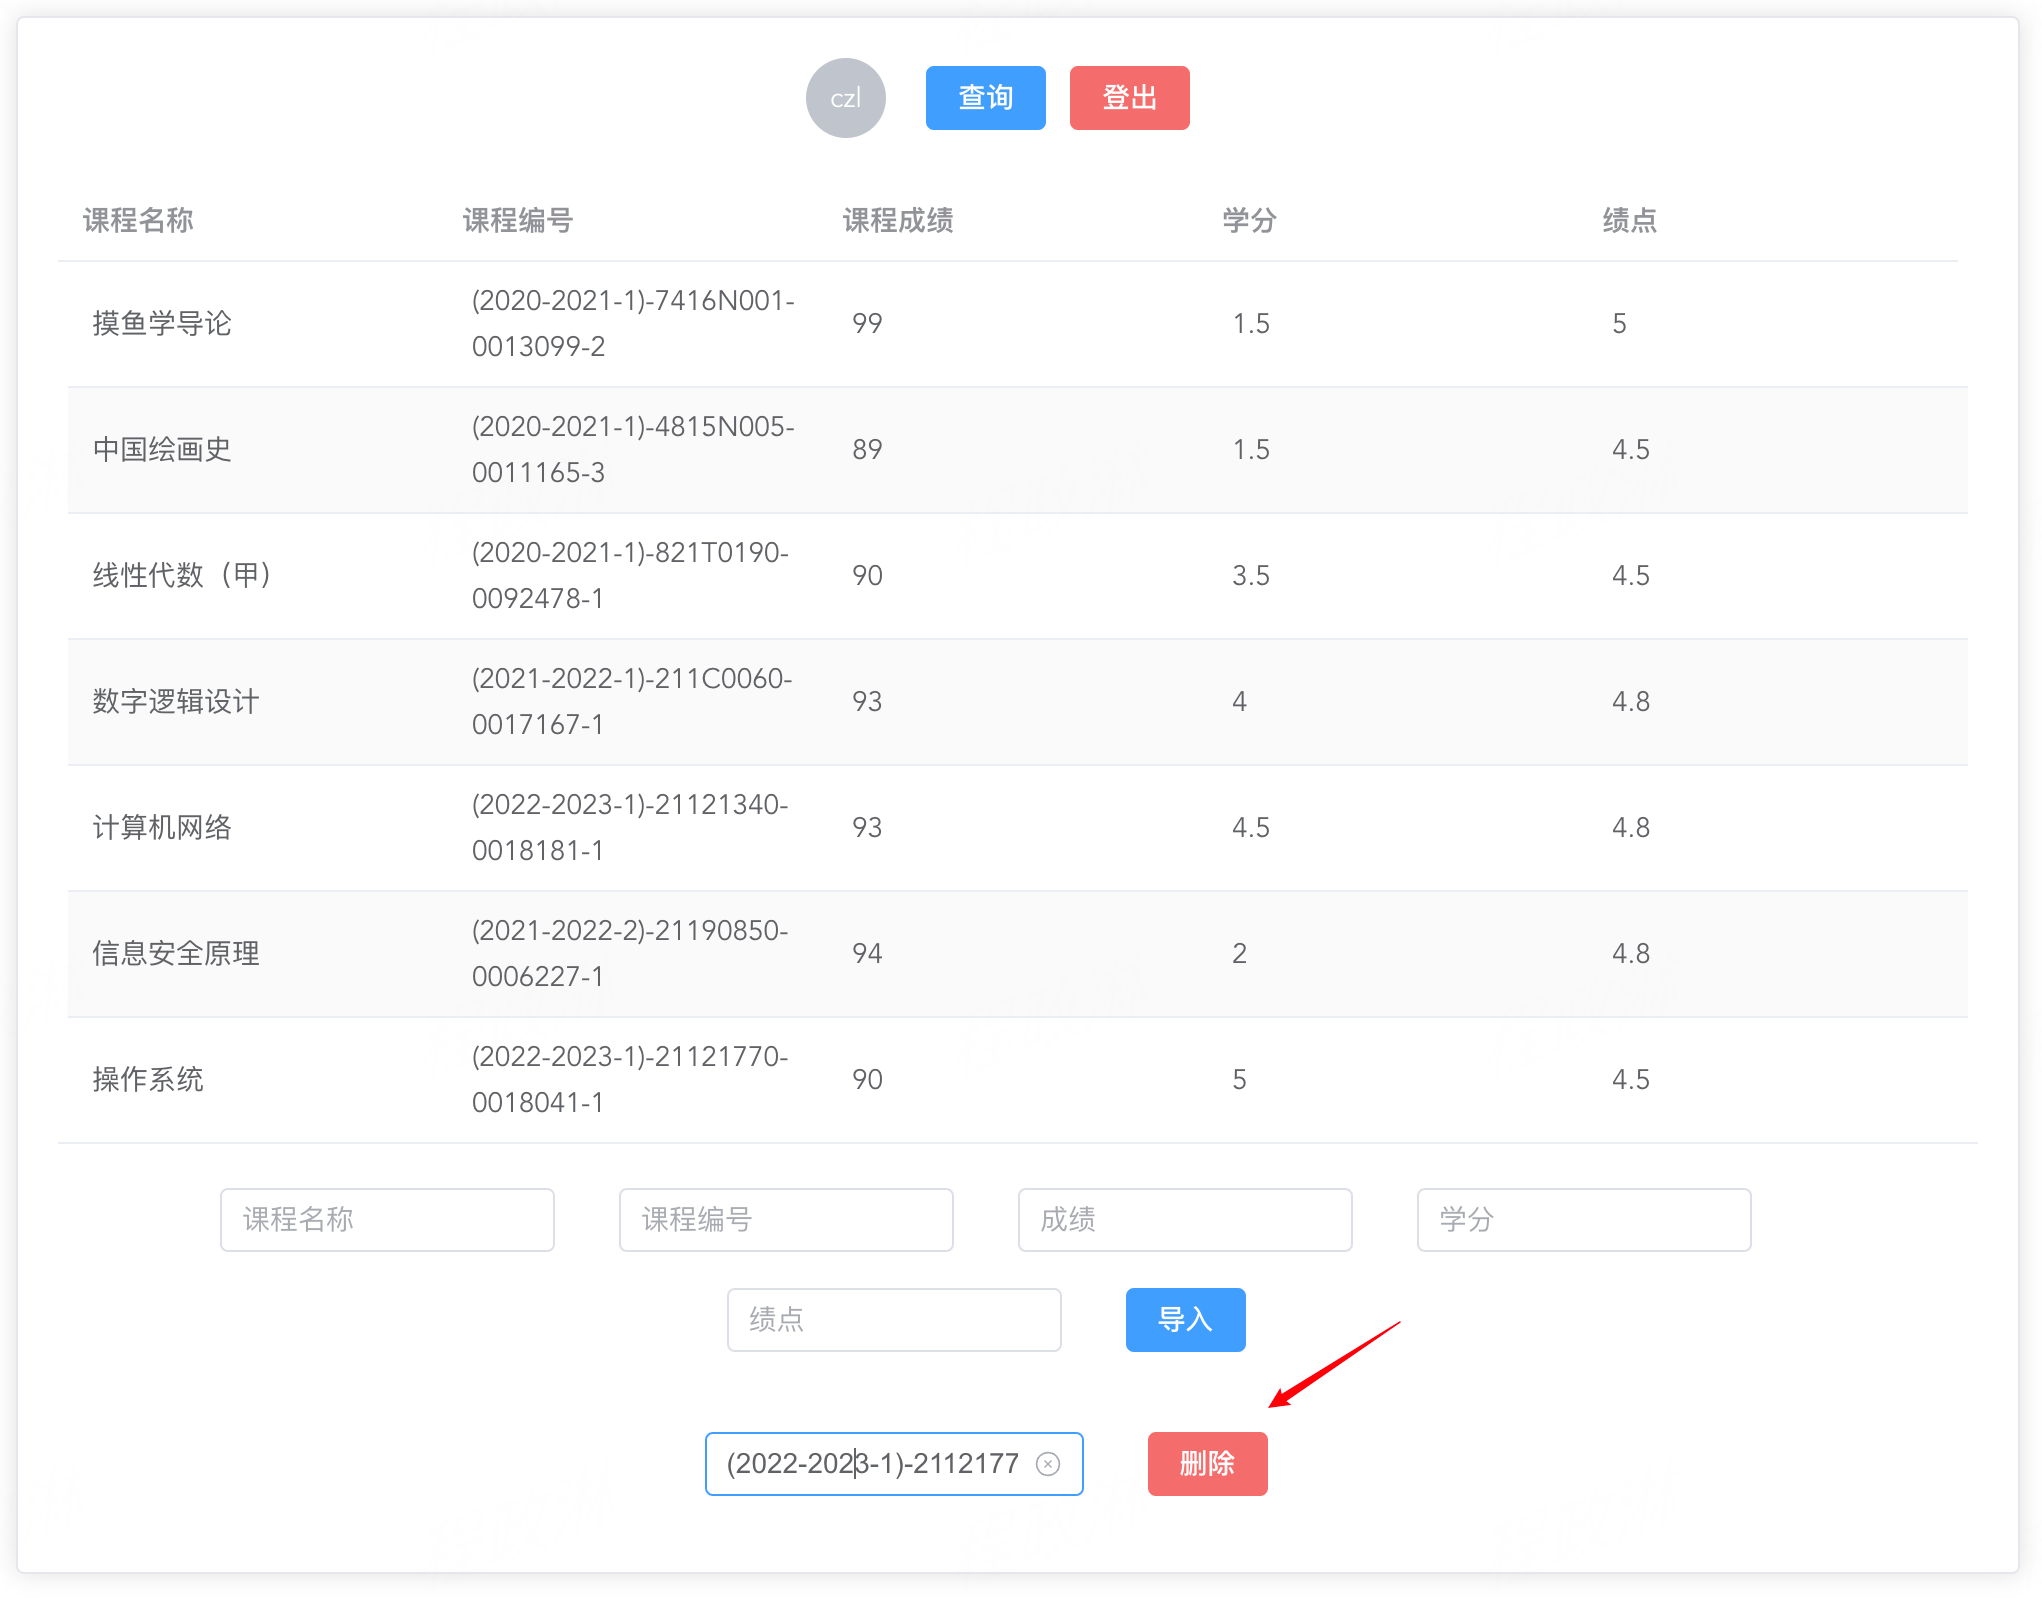 czl 查询 登出
课程名称 课程编号 课程成绩 学分 绩点
(2020-2021-1)-7416N001-
摸鱼学导论 99 1.5 5
0013099-2
(2020-2021-1)-4815N005-
中国绘画史 89 1.5 4.5
0011165-3
(2020-2021-1)-821T0190-
线性代数（甲） 90 3.5 4.5
0092478-1
(2021-2022-1)-211C0060-
数字逻辑设计 93 4 4.8
0017167-1
(2022-2023-1)-21121340-
计算机网络 93 4.5 4.8
0018181-1
(2021-2022-2)-21190850-
信息安全原理 94 2 4.8
0006227-1
(2022-2023-1)-21121770-
操作系统 90 5 4.5
0018041-1
课程名称 课程编号 成绩 学分
绩点 导入
(2022-2023-1)-2112177 删除